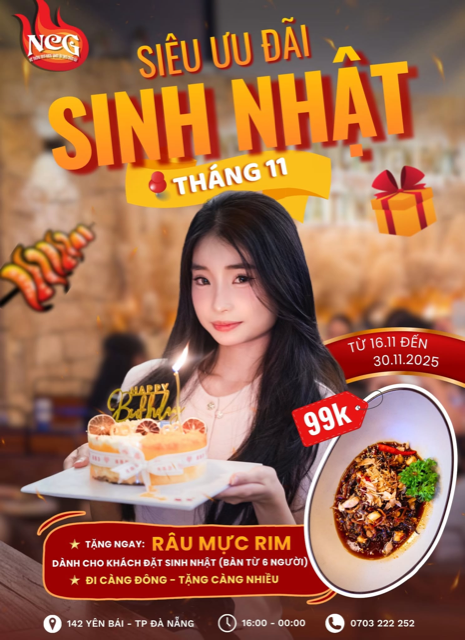 NCG
SIÊU ƯU ĐÃI
SINH NHẬT
THÁNG 11
TỪ 16.11 ĐẾN
30.11.2025
99k
HAPPY
Birthday
★ TẶNG NGAY: RÂU MỰC RIM
DÀNH CHO KHÁCH ĐẶT SINH NHẬT (BÀN TỪ 6 NGƯỜI)
★ ĐI CÀNG ĐÔNG - TẶNG CÀNG NHIỀU
142 YÊN BÁI - TP ĐÀ NẴNG
16:00 - 00:00
0703 222 252